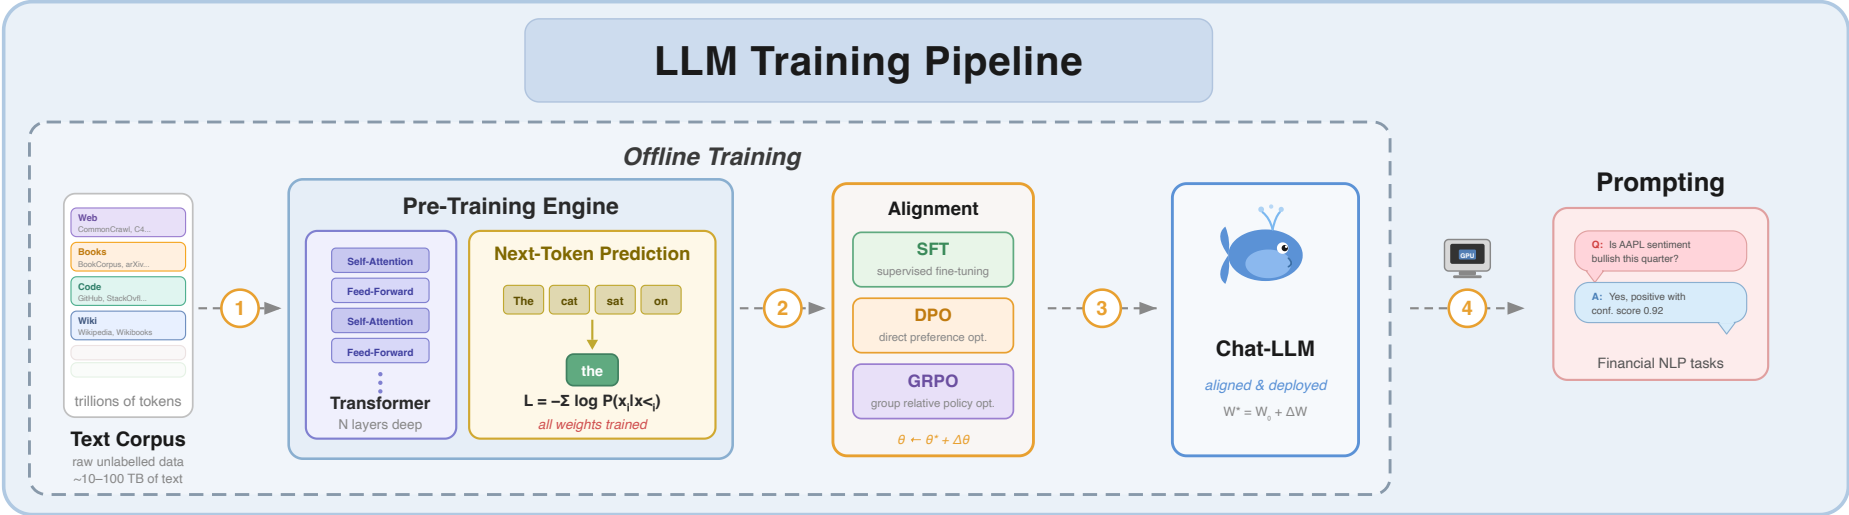 LLM Training Pipeline
Offline Training
Web
CommonCrawl, C4...
Books
BookCorpus, arXiv...
Code
GitHub, StackOvfl...
Wiki
Wikipedia, Wikibooks
trillions of tokens
Text Corpus
raw unlabelled data
~10–100 TB of text
1
Pre-Training Engine
Self-Attention
Feed-Forward
Self-Attention
Feed-Forward
Transformer
N layers deep
Next-Token Prediction
The cat sat on
the
L = −Σ log P(xᵢ|x<ᵢ)
all weights trained
2
Alignment
SFT
supervised fine-tuning
DPO
direct preference opt.
GRPO
group relative policy opt.
θ ← θ* + Δθ
3
Chat-LLM
aligned & deployed
W* = W₀ + ΔW
GPU
4
Prompting
Q: Is AAPL sentiment
bullish this quarter?
A: Yes, positive with
conf. score 0.92
Financial NLP tasks